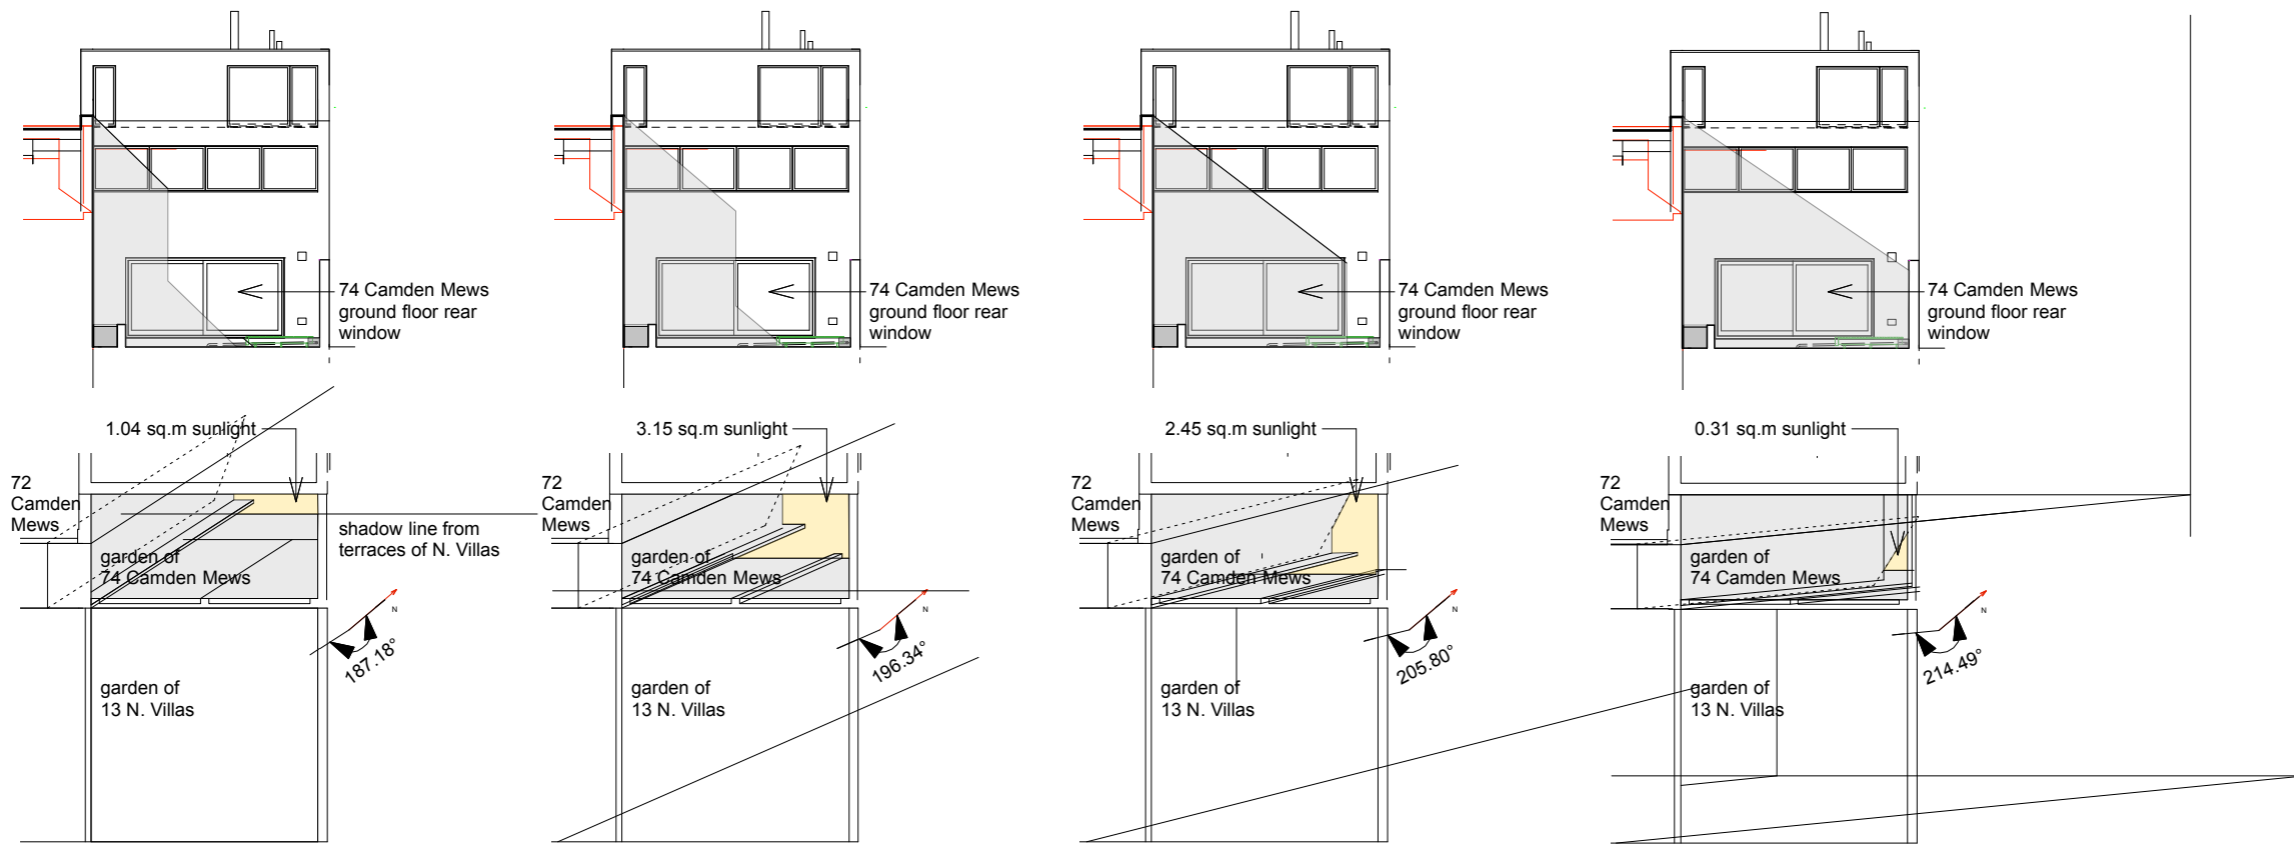 74 Camden Mews
ground floor rear
window
74 Camden Mews
ground floor rear
window
74 Camden Mews
ground floor rear
window
74 Camden Mews
ground floor rear
window
1.04 sq.m sunlight
72
Camden
Mews
shadow line from
terraces of N. Villas
garden of
74 Camden Mews
N
187.18°
garden of
13 N. Villas
3.15 sq.m sunlight
72
Camden
Mews
garden of
74 Camden Mews
N
196.34°
garden of
13 N. Villas
2.45 sq.m sunlight
72
Camden
Mews
garden of
74 Camden Mews
N
205.80°
garden of
13 N. Villas
0.31 sq.m sunlight
72
Camden
Mews
garden of
74 Camden Mews
N
214.49°
garden of
13 N. Villas